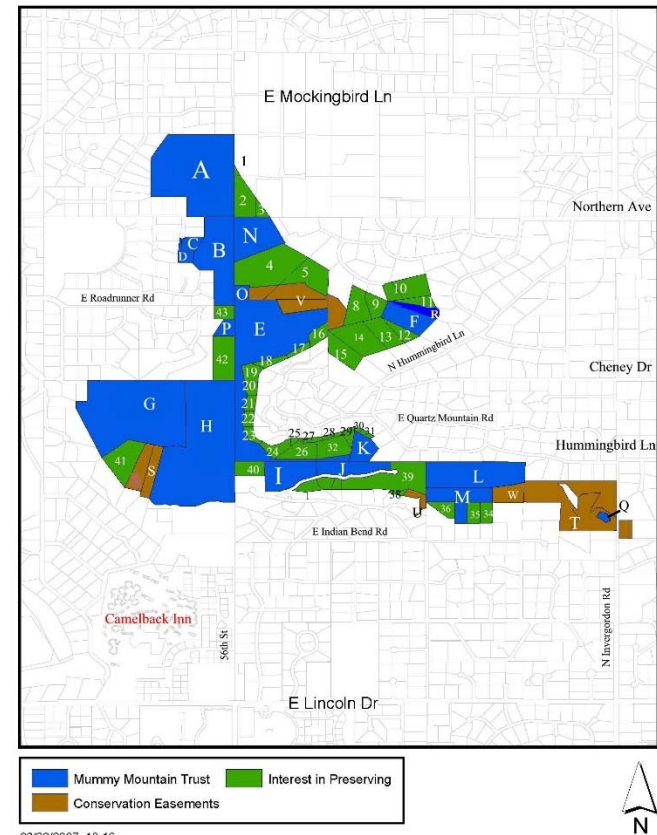 E Mockingbird Ln
1
A
2
3
Northern Ave
C
D
B
N
4
5
10
E Roadrunner Rd
O
V
8
9
11
R
43
F
P
E
16
14
13
12
42
17
15
N Hummingbird Ln
18
Cheney Dr
19
20
G
21
E Quartz Mountain Rd
H
22
23
25
27
28
29
30
31
Hummingbird Ln
24
26
32
K
41
S
40
I
J
39
L
38
M
W
Q
U
36
35
34
T
E Indian Bend Rd
Camelback Inn
56th St
N Invergordon Rd
E Lincoln Dr
Mummy Mountain Trust
Interest in Preserving
Conservation Easements
N